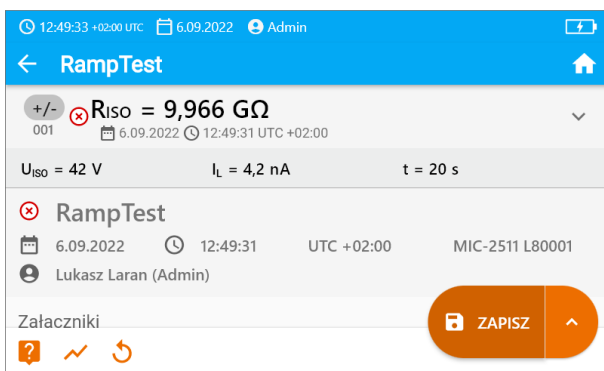 12:49:33 +02:00 UTC 6.09.2022 Admin
RampTest
+/- RISO = 9,966 GΩ
001 6.09.2022 12:49:31 UTC +02:00
UISO = 42 V IL = 4,2 nA t = 20 s
RampTest
6.09.2022 12:49:31 UTC +02:00 MIC-2511 L80001
Lukasz Laran (Admin)
Załaczniki
ZAPISZ